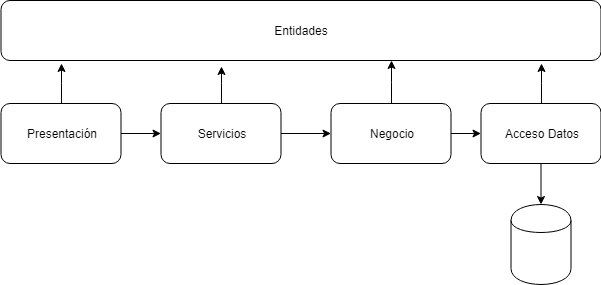 Entidades
Presentación
Servicios
Negocio
Acceso Datos